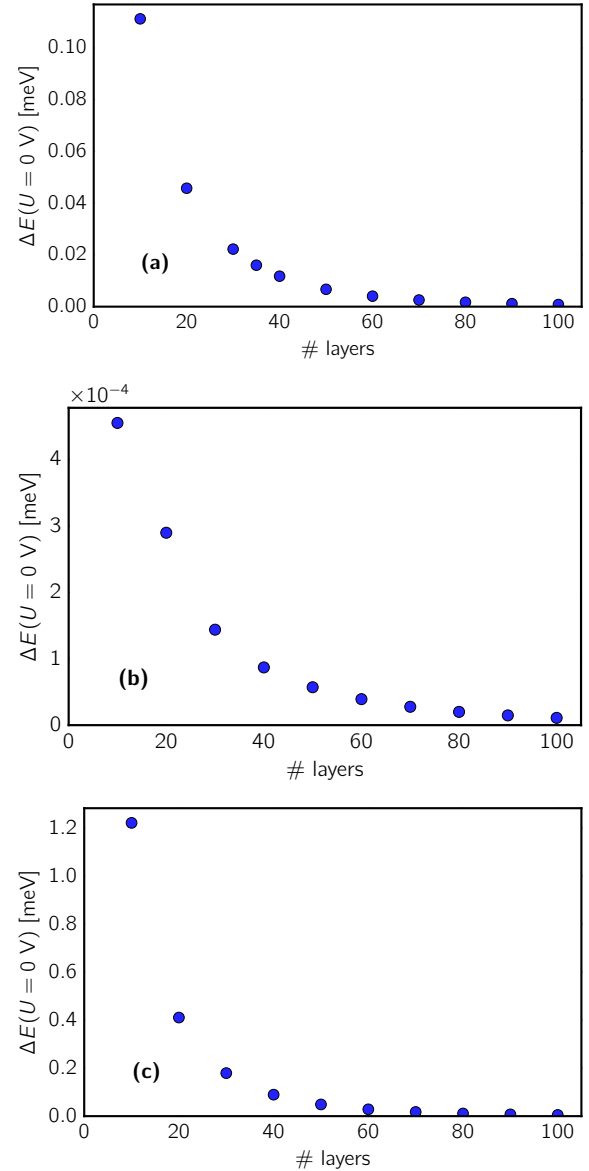 0.10
0.08
0.06
0.04
0.02
0.00
ΔE(U = 0 V) [meV]
(a)
0 20 40 60 80 100
# layers
×10⁻⁴
4
3
2
1
0
ΔE(U = 0 V) [meV]
(b)
0 20 40 60 80 100
# layers
1.2
1.0
0.8
0.6
0.4
0.2
0.0
ΔE(U = 0 V) [meV]
(c)
0 20 40 60 80 100
# layers